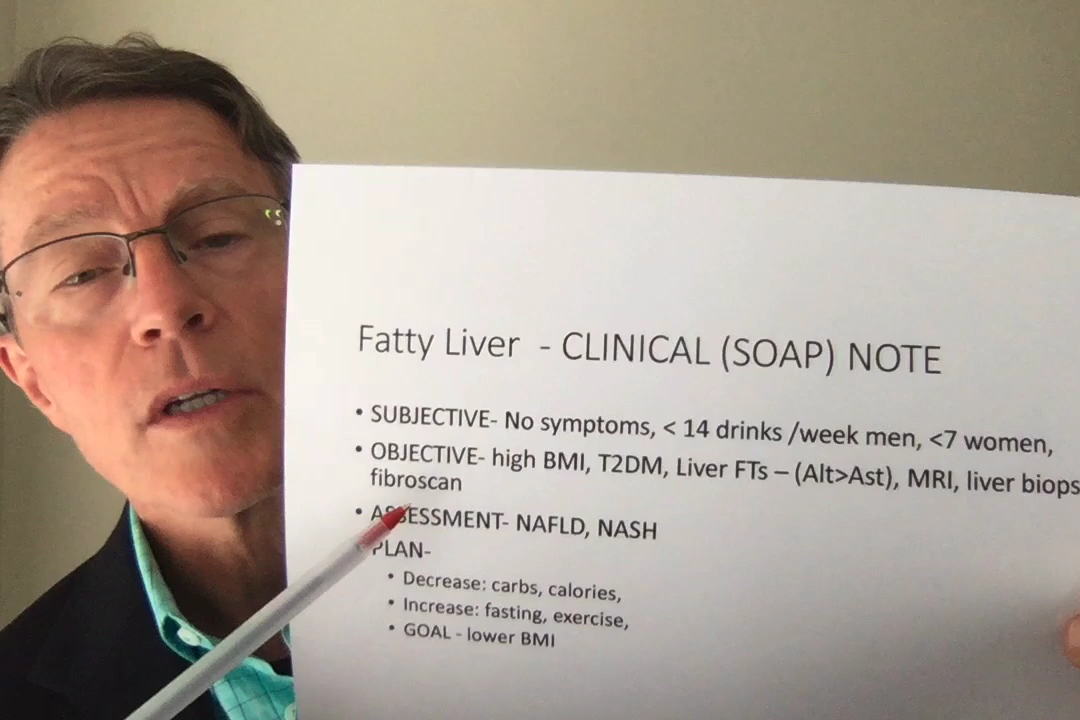 Fatty Liver - CLINICAL (SOAP) NOTE
• SUBJECTIVE- No symptoms, < 14 drinks /week men, <7 women,
• OBJECTIVE- high BMI, T2DM, Liver FTs – (Alt>Ast), MRI, liver biops
fibroscan
• ASSESSMENT- NAFLD, NASH
PLAN-
• Decrease: carbs, calories,
• Increase: fasting, exercise,
• GOAL - lower BMI